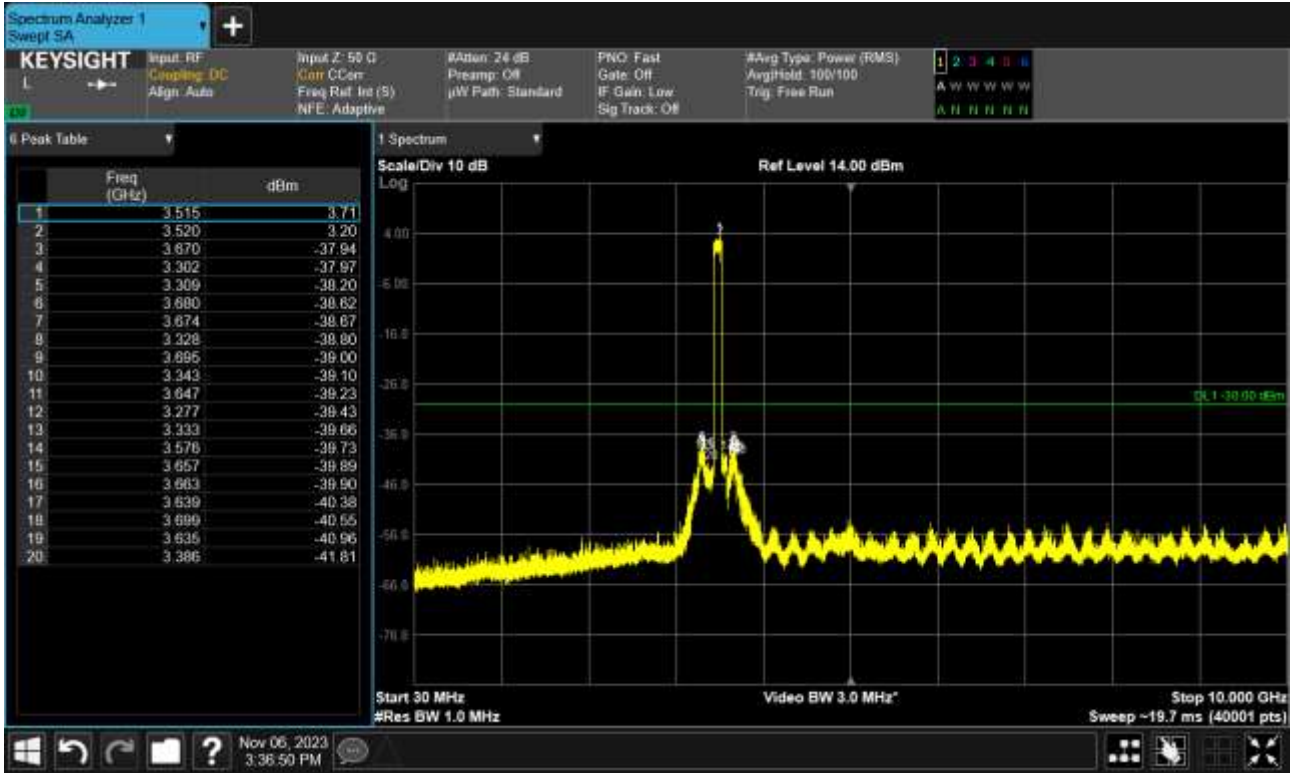 Spectrum Analyzer 1
Swept SA
+
KEYSIGHT
L
Input: RF
Coupling: DC
Align: Auto
Input Z: 50 Ω
Corr CCorr
Freq Ref: Int (S)
NFE: Adaptive
#Atten: 24 dB
Preamp: Off
µW Path: Standard
PNO: Fast
Gate: Off
IF Gain: Low
Sig Track: Off
#Avg Type: Power (RMS)
Avg|Hold: 100/100
Trig: Free Run
1 2 3 4 5 6
A W W W W W
A N N N N N
6 Peak Table
Freq (GHz) dBm
1 3.515 3.71
2 3.520 3.20
3 3.670 -37.94
4 3.302 -37.97
5 3.309 -38.20
6 3.680 -38.62
7 3.674 -38.67
8 3.328 -38.80
9 3.695 -39.00
10 3.343 -39.10
11 3.647 -39.23
12 3.277 -39.43
13 3.333 -39.66
14 3.576 -39.73
15 3.657 -39.89
16 3.663 -39.90
17 3.639 -40.38
18 3.699 -40.55
19 3.635 -40.96
20 3.386 -41.81
1 Spectrum
Scale/Div 10 dB
Ref Level 14.00 dBm
Log
4.00
-6.00
-16.0
-26.0
DL1 -30.00 dBm
-36.0
-46.0
-56.0
-66.0
-76.0
Start 30 MHz
Video BW 3.0 MHz*
Stop 10.000 GHz
#Res BW 1.0 MHz
Sweep ~19.7 ms (40001 pts)
?
Nov 06, 2023
3:36:50 PM